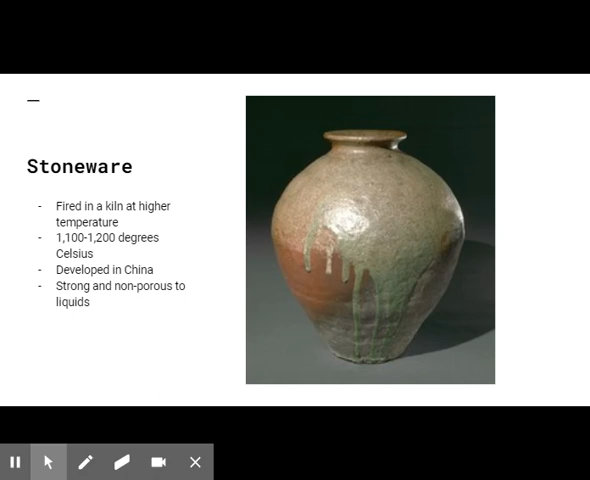 Stoneware
- Fired in a kiln at higher
temperature
- 1,100-1,200 degrees
Celsius
- Developed in China
- Strong and non-porous to
liquids